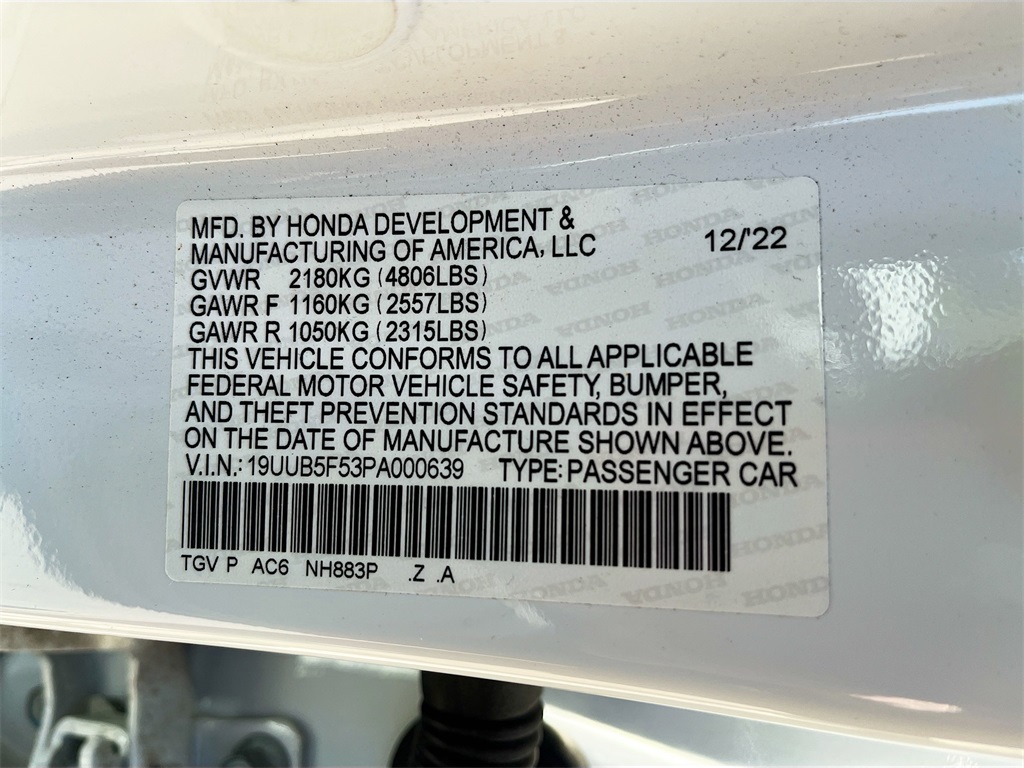 MFD. BY HONDA DEVELOPMENT &
MANUFACTURING OF AMERICA, LLC 12/'22
GVWR 2180KG (4806LBS)
GAWR F 1160KG (2557LBS)
GAWR R 1050KG (2315LBS)
THIS VEHICLE CONFORMS TO ALL APPLICABLE
FEDERAL MOTOR VEHICLE SAFETY, BUMPER,
AND THEFT PREVENTION STANDARDS IN EFFECT
ON THE DATE OF MANUFACTURE SHOWN ABOVE.
V.I.N.: 19UUB5F53PA000639 TYPE: PASSENGER CAR
TGV P AC6 NH883P .Z .A